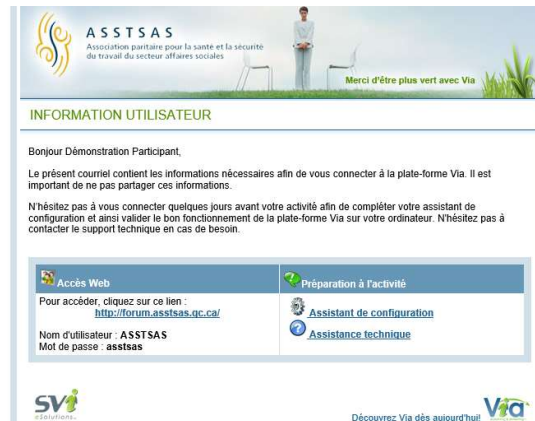 ASSTSAS
Association paritaire pour la santé et la sécurité
du travail du secteur affaires sociales
Merci d'être plus vert avec Via
INFORMATION UTILISATEUR
Bonjour Démonstration Participant,
Le présent courriel contient les informations nécessaires afin de vous connecter à la plate-forme Via. Il est
important de ne pas partager ces informations.
N'hésitez pas à vous connecter quelques jours avant votre activité afin de compléter votre assistant de
configuration et ainsi valider le bon fonctionnement de la plate-forme Via sur votre ordinateur. N'hésitez pas à
contacter le support technique en cas de besoin.
Accès Web
Pour accéder, cliquez sur ce lien :
http://forum.asstsas.qc.ca/
Nom d'utilisateur : ASSTSAS
Mot de passe : asstsas
Préparation à l'activité
Assistant de configuration
Assistance technique
SVi
eSolutions
Découvrez Via dès aujourd'hui!
Via